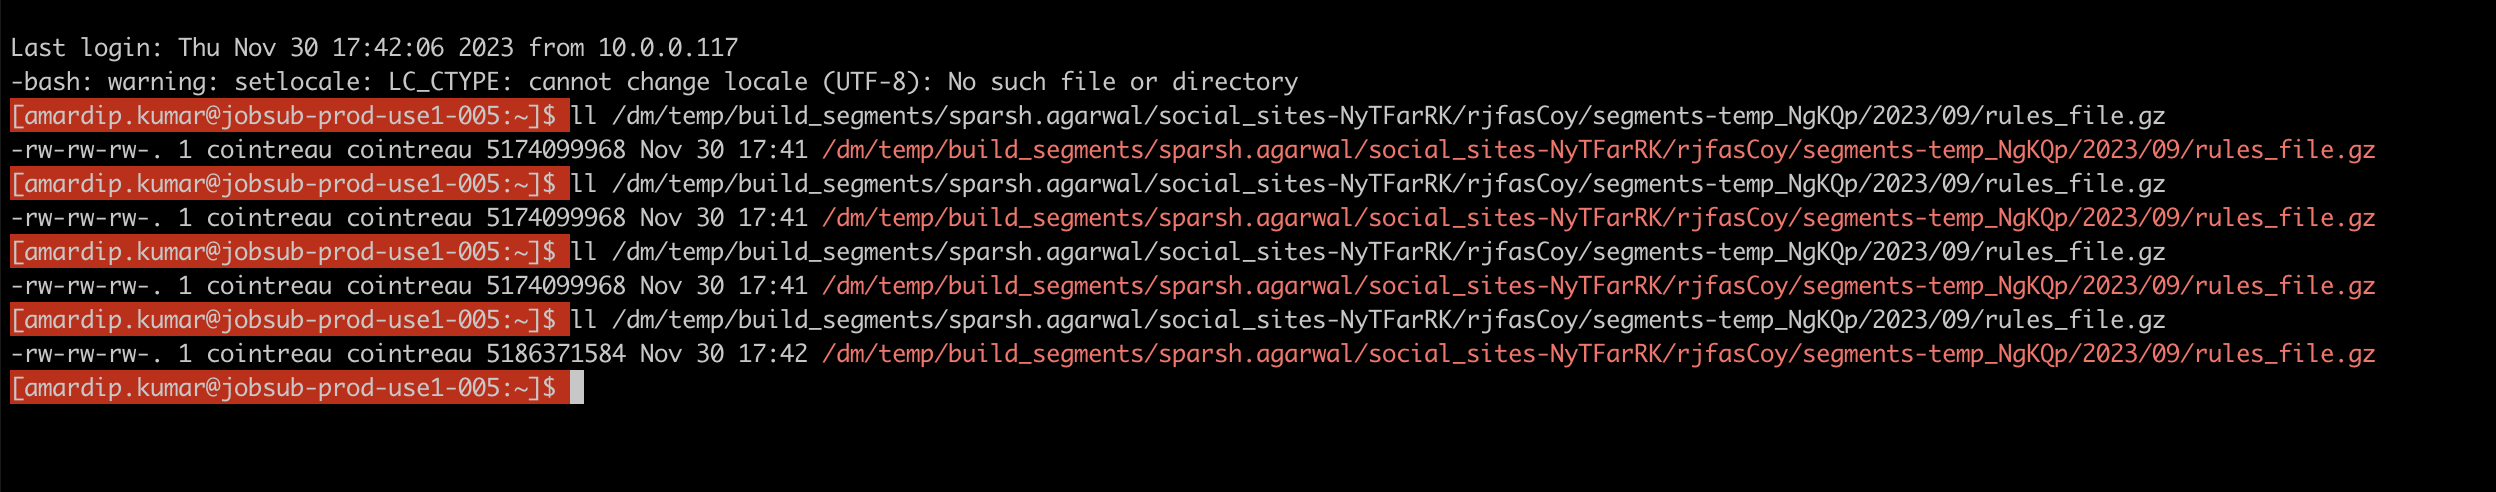 Last login: Thu Nov 30 17:42:06 2023 from 10.0.0.117
-bash: warning: setlocale: LC_CTYPE: cannot change locale (UTF-8): No such file or directory
[amardip.kumar@jobsub-prod-use1-005:~]$ ll /dm/temp/build_segments/sparsh.agarwal/social_sites-NyTFarRK/rjfasCoy/segments-temp_NgKQp/2023/09/rules_file.gz
-rw-rw-rw-. 1 cointreau cointreau 5174099968 Nov 30 17:41 /dm/temp/build_segments/sparsh.agarwal/social_sites-NyTFarRK/rjfasCoy/segments-temp_NgKQp/2023/09/rules_file.gz
[amardip.kumar@jobsub-prod-use1-005:~]$ ll /dm/temp/build_segments/sparsh.agarwal/social_sites-NyTFarRK/rjfasCoy/segments-temp_NgKQp/2023/09/rules_file.gz
-rw-rw-rw-. 1 cointreau cointreau 5174099968 Nov 30 17:41 /dm/temp/build_segments/sparsh.agarwal/social_sites-NyTFarRK/rjfasCoy/segments-temp_NgKQp/2023/09/rules_file.gz
[amardip.kumar@jobsub-prod-use1-005:~]$ ll /dm/temp/build_segments/sparsh.agarwal/social_sites-NyTFarRK/rjfasCoy/segments-temp_NgKQp/2023/09/rules_file.gz
-rw-rw-rw-. 1 cointreau cointreau 5174099968 Nov 30 17:41 /dm/temp/build_segments/sparsh.agarwal/social_sites-NyTFarRK/rjfasCoy/segments-temp_NgKQp/2023/09/rules_file.gz
[amardip.kumar@jobsub-prod-use1-005:~]$ ll /dm/temp/build_segments/sparsh.agarwal/social_sites-NyTFarRK/rjfasCoy/segments-temp_NgKQp/2023/09/rules_file.gz
-rw-rw-rw-. 1 cointreau cointreau 5186371584 Nov 30 17:42 /dm/temp/build_segments/sparsh.agarwal/social_sites-NyTFarRK/rjfasCoy/segments-temp_NgKQp/2023/09/rules_file.gz
[amardip.kumar@jobsub-prod-use1-005:~]$